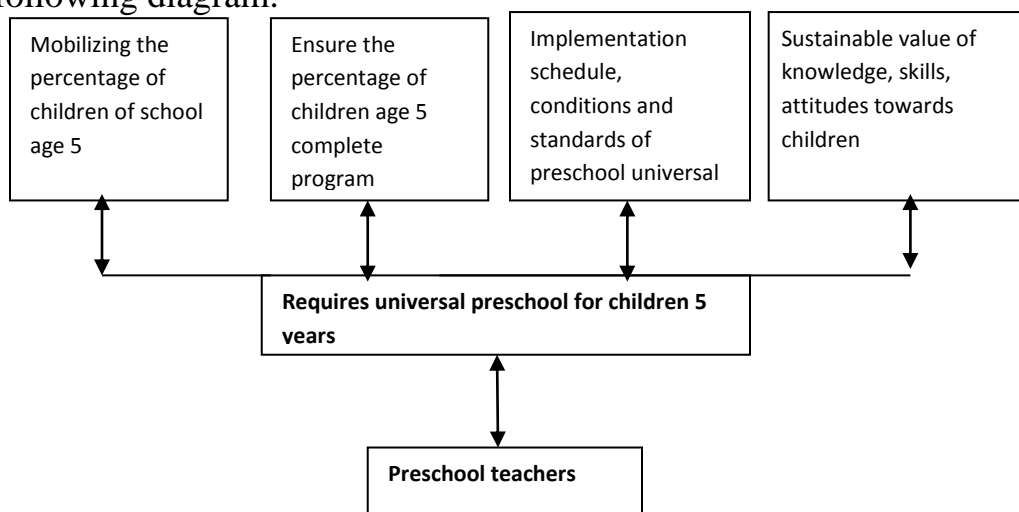 following diagram:
Mobilizing the
percentage of
children of school
age 5
Ensure the
percentage of
children age 5
complete
program
Implementation
schedule,
conditions and
standards of
preschool universal
Sustainable value of
knowledge, skills,
attitudes towards
children
Requires universal preschool for children 5
years
Preschool teachers